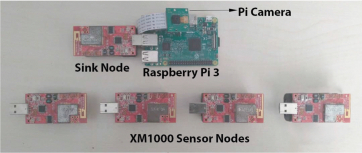 Pi Camera
Sink Node
Raspberry Pi 3
XM1000 Sensor Nodes